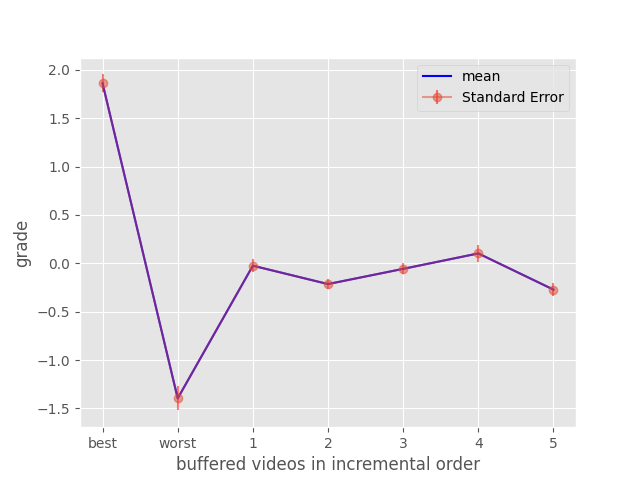 2.0
1.5
1.0
0.5
0.0
−0.5
−1.0
−1.5
grade
mean
Standard Error
best worst 1 2 3 4 5
buffered videos in incremental order